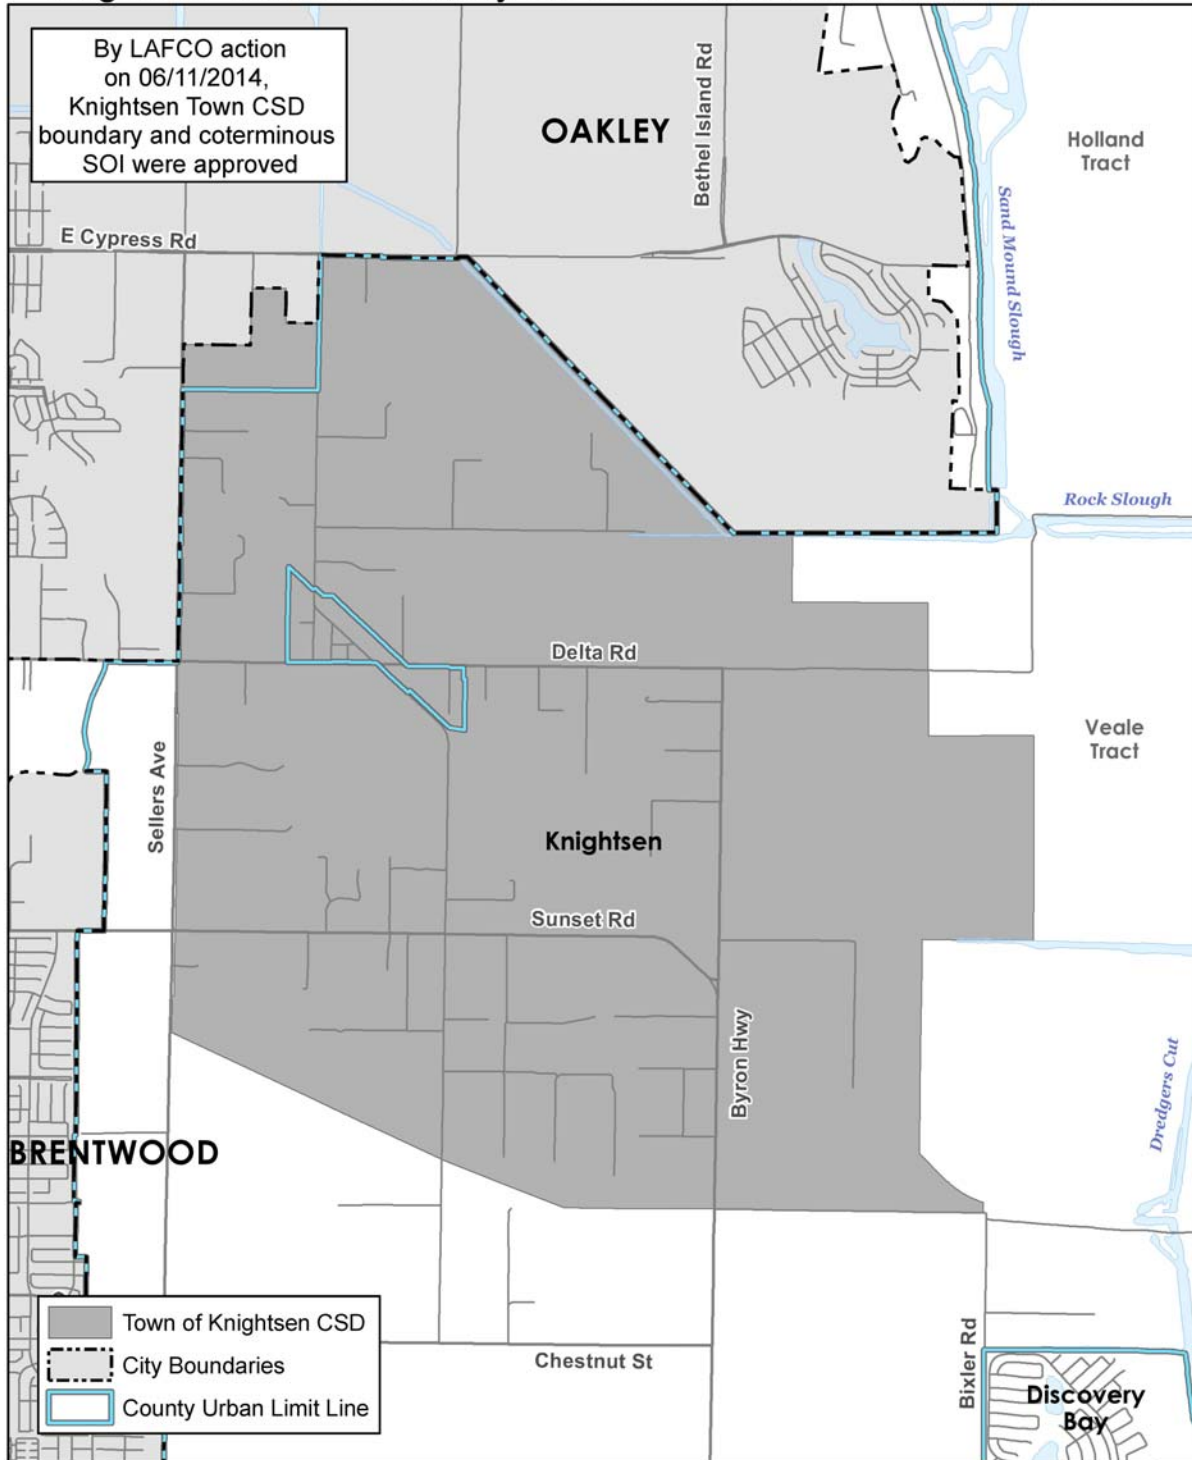 By LAFCO action
on 06/11/2014,
Knightsen Town CSD
boundary and coterminous
SOI were approved
OAKLEY
Bethel Island Rd
Holland
Tract
E Cypress Rd
Sand Mound Slough
Rock Slough
Delta Rd
Veale
Tract
Sellers Ave
Knightsen
Sunset Rd
Byron Hwy
Dredgers Cut
BRENTWOOD
Town of Knightsen CSD
City Boundaries
County Urban Limit Line
Chestnut St
Bixler Rd
Discovery
Bay